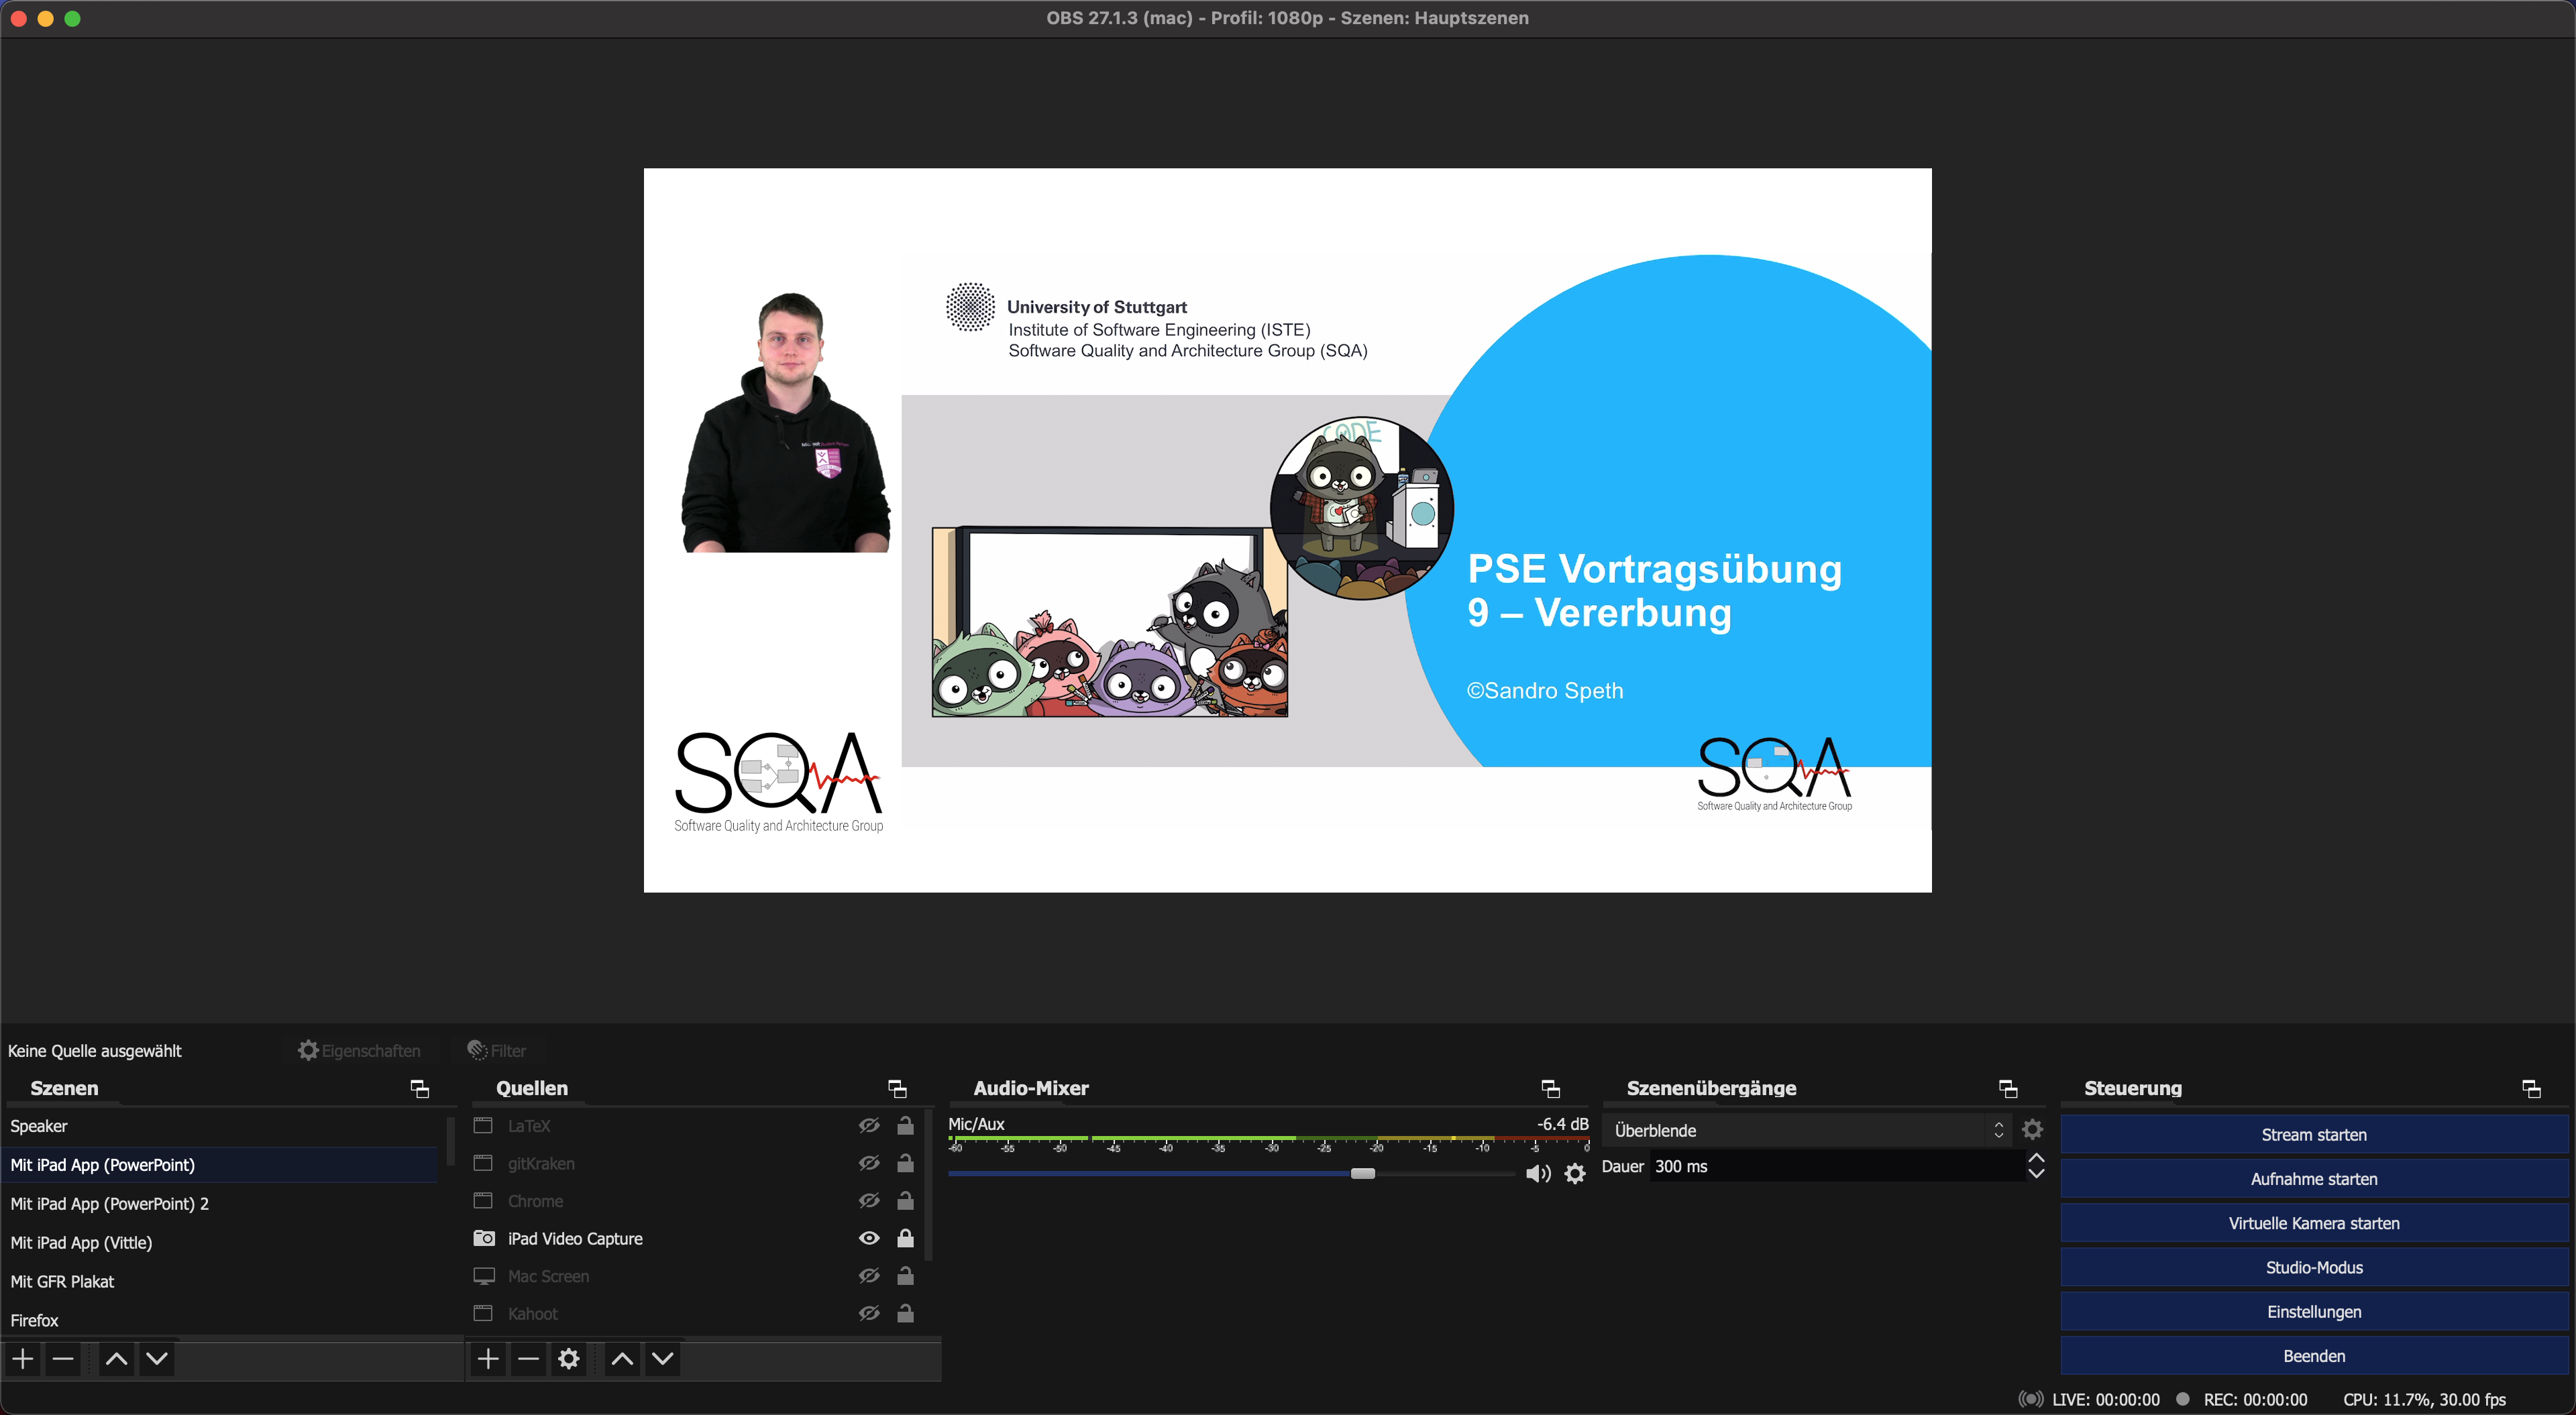 OBS 27.1.3 (mac) - Profil: 1080p - Szenen: Hauptszenen
University of Stuttgart
Institute of Software Engineering (ISTE)
Software Quality and Architecture Group (SQA)
CODE
PSE Vortragsübung
9 – Vererbung
©Sandro Speth
SQA
Software Quality and Architecture Group
SQA
Software Quality and Architecture Group
Keine Quelle ausgewählt
Eigenschaften
Filter
Szenen
Speaker
Mit iPad App (PowerPoint)
Mit iPad App (PowerPoint) 2
Mit iPad App (Vittle)
Mit GFR Plakat
Firefox
Quellen
LaTeX
gitKraken
Chrome
iPad Video Capture
Mac Screen
Kahoot
Audio-Mixer
Mic/Aux -6.4 dB
-60 -55 -50 -45 -40 -35 -30 -25 -20 -15 -10 -5 0
Szenenübergänge
Überblende
Dauer 300 ms
Steuerung
Stream starten
Aufnahme starten
Virtuelle Kamera starten
Studio-Modus
Einstellungen
Beenden
LIVE: 00:00:00 REC: 00:00:00 CPU: 11.7%, 30.00 fps